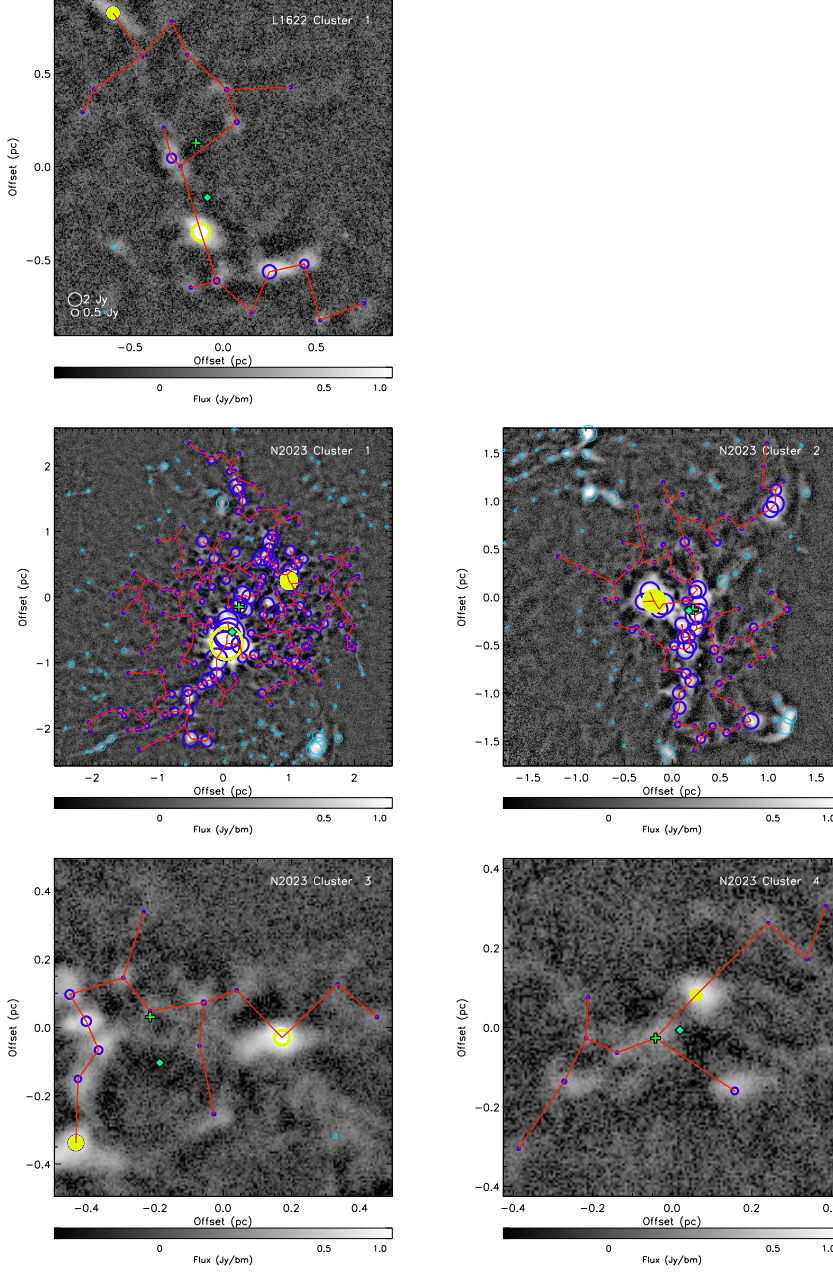 L1622 Cluster 1
0.5
0.0
−0.5
Offset (pc)
2 Jy
0.5 Jy
−0.5 0.0 0.5
Offset (pc)
0 0.5 1.0
Flux (Jy/bm)
N2023 Cluster 1
2
1
0
−1
−2
Offset (pc)
−2 −1 0 1 2
Offset (pc)
0 0.5 1.0
Flux (Jy/bm)
N2023 Cluster 2
1.5
1.0
0.5
0.0
−0.5
−1.0
−1.5
Offset (pc)
−1.5 −1.0 −0.5 0.0 0.5 1.0 1.5
Offset (pc)
0 0.5 1.0
Flux (Jy/bm)
N2023 Cluster 3
0.4
0.2
0.0
−0.2
−0.4
Offset (pc)
−0.4 −0.2 0.0 0.2 0.4
Offset (pc)
0 0.5 1.0
Flux (Jy/bm)
N2023 Cluster 4
0.4
0.2
0.0
−0.2
−0.4
Offset (pc)
−0.4 −0.2 0.0 0.2
Offset (pc)
0 0.5 1.0
Flux (Jy/bm)